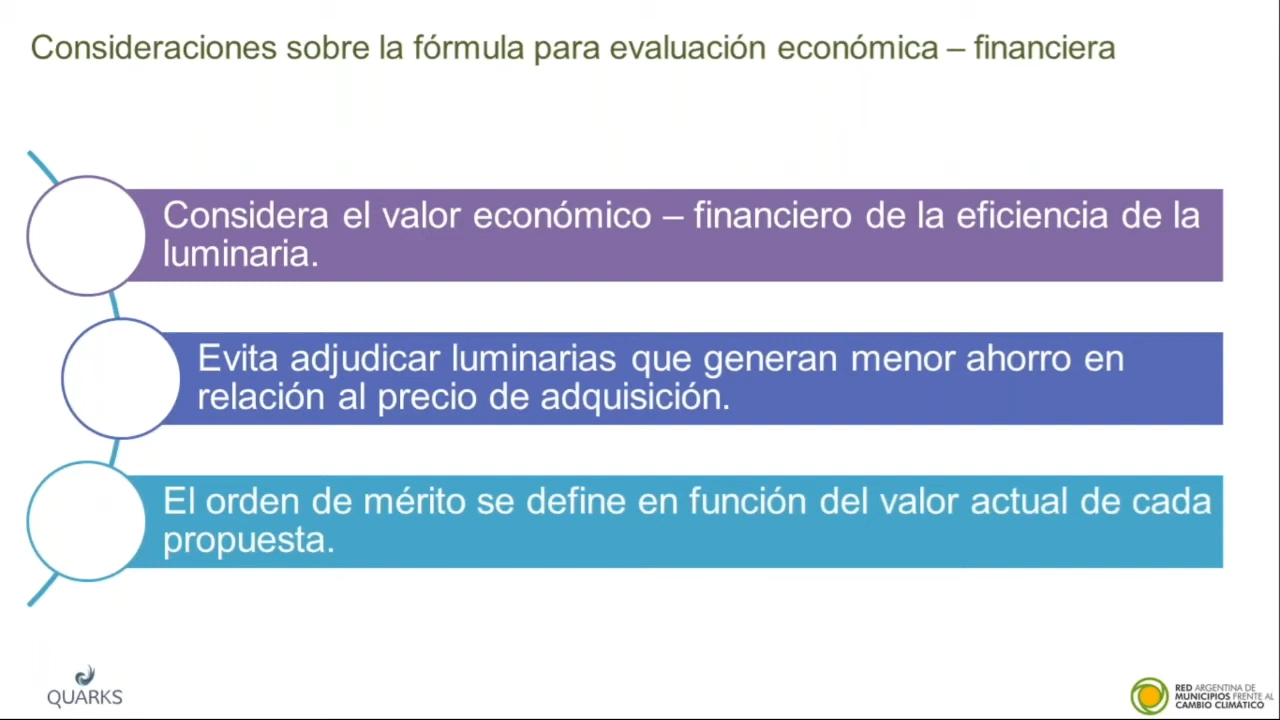 Consideraciones sobre la fórmula para evaluación económica – financiera
Considera el valor económico – financiero de la eficiencia de la
luminaria.
Evita adjudicar luminarias que generan menor ahorro en
relación al precio de adquisición.
El orden de mérito se define en función del valor actual de cada
propuesta.
QUARKS
RED ARGENTINA DE
MUNICIPIOS FRENTE AL
CAMBIO CLIMÁTICO